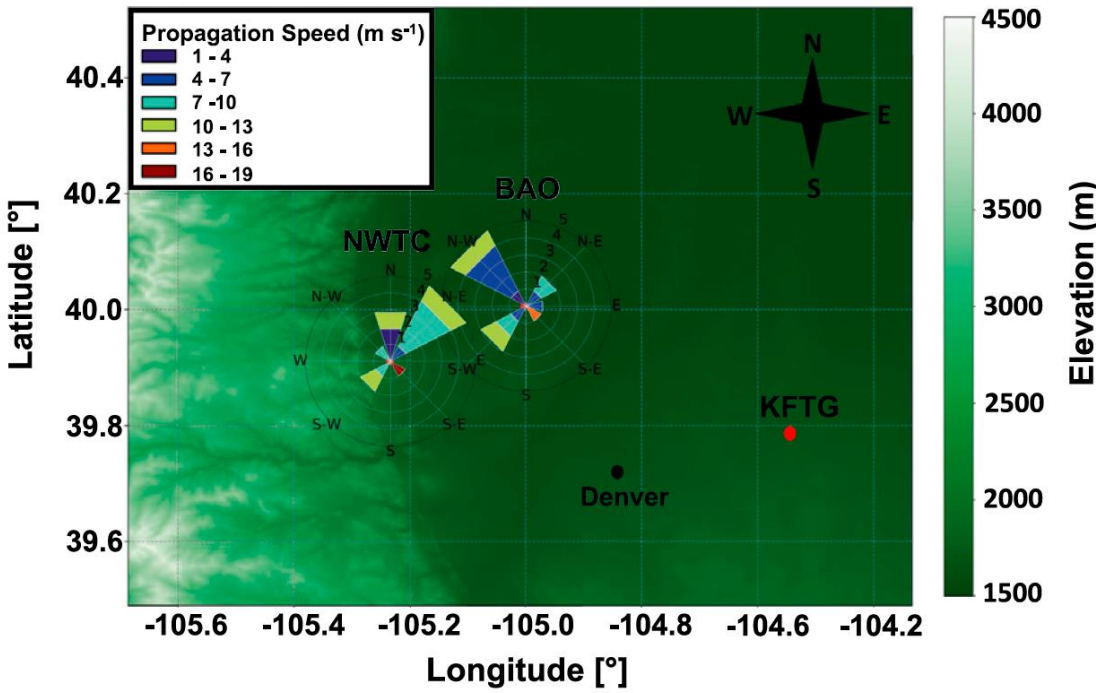 Propagation Speed (m s⁻¹)
1 - 4
4 - 7
7 -10
10 - 13
13 - 16
16 - 19
N
W
E
S
BAO
N
N-W
N-E
E
S-E
S
S-W
1
2
3
4
5
NWTC
N
N-W
N-E
W
E
S-W
S-E
S
1
2
3
4
5
KFTG
Denver
40.4
40.2
40.0
39.8
39.6
Latitude [°]
-105.6
-105.4
-105.2
-105.0
-104.8
-104.6
-104.2
Longitude [°]
4500
4000
3500
3000
2500
2000
1500
Elevation (m)